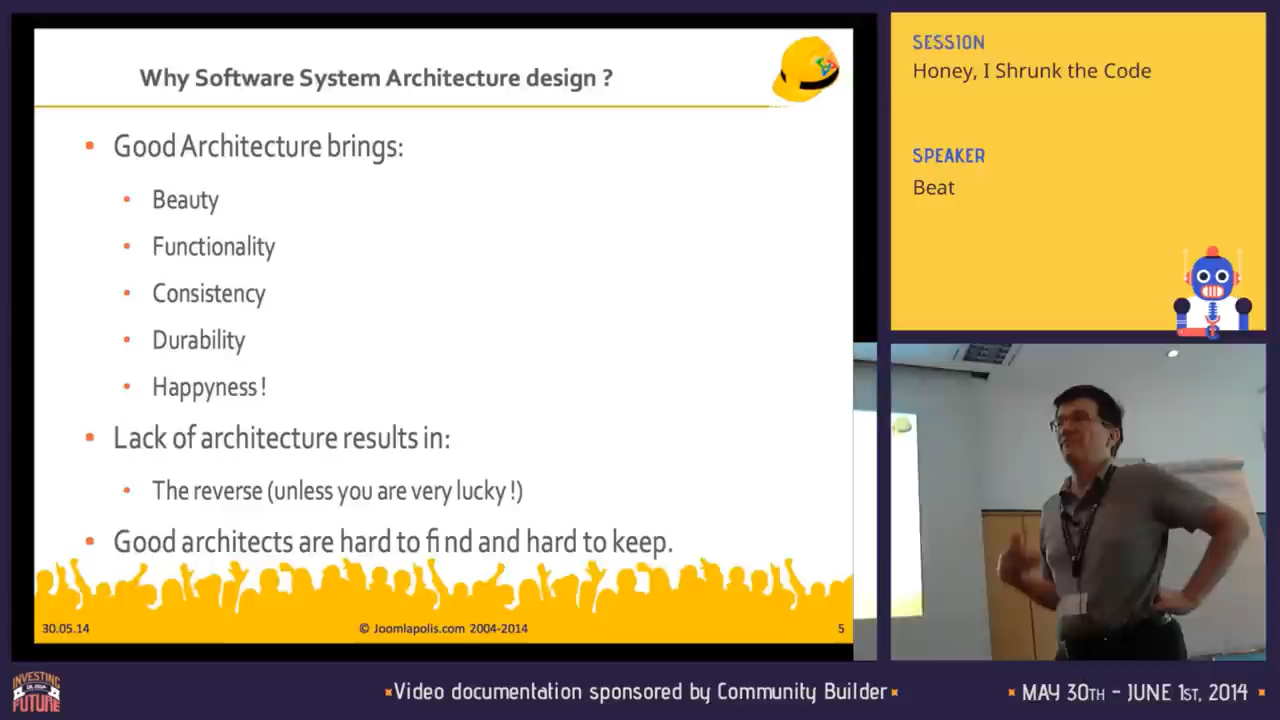 Why Software System Architecture design ?
Good Architecture brings:
Beauty
Functionality
Consistency
Durability
Happyness !
Lack of architecture results in:
The reverse (unless you are very lucky !)
Good architects are hard to find and hard to keep.
30.05.14
© Joomlapolis.com 2004-2014
5
SESSION
Honey, I Shrunk the Code
SPEAKER
Beat
INVESTING
IN OUR
FUTURE
Video documentation sponsored by Community Builder
MAY 30TH - JUNE 1ST, 2014